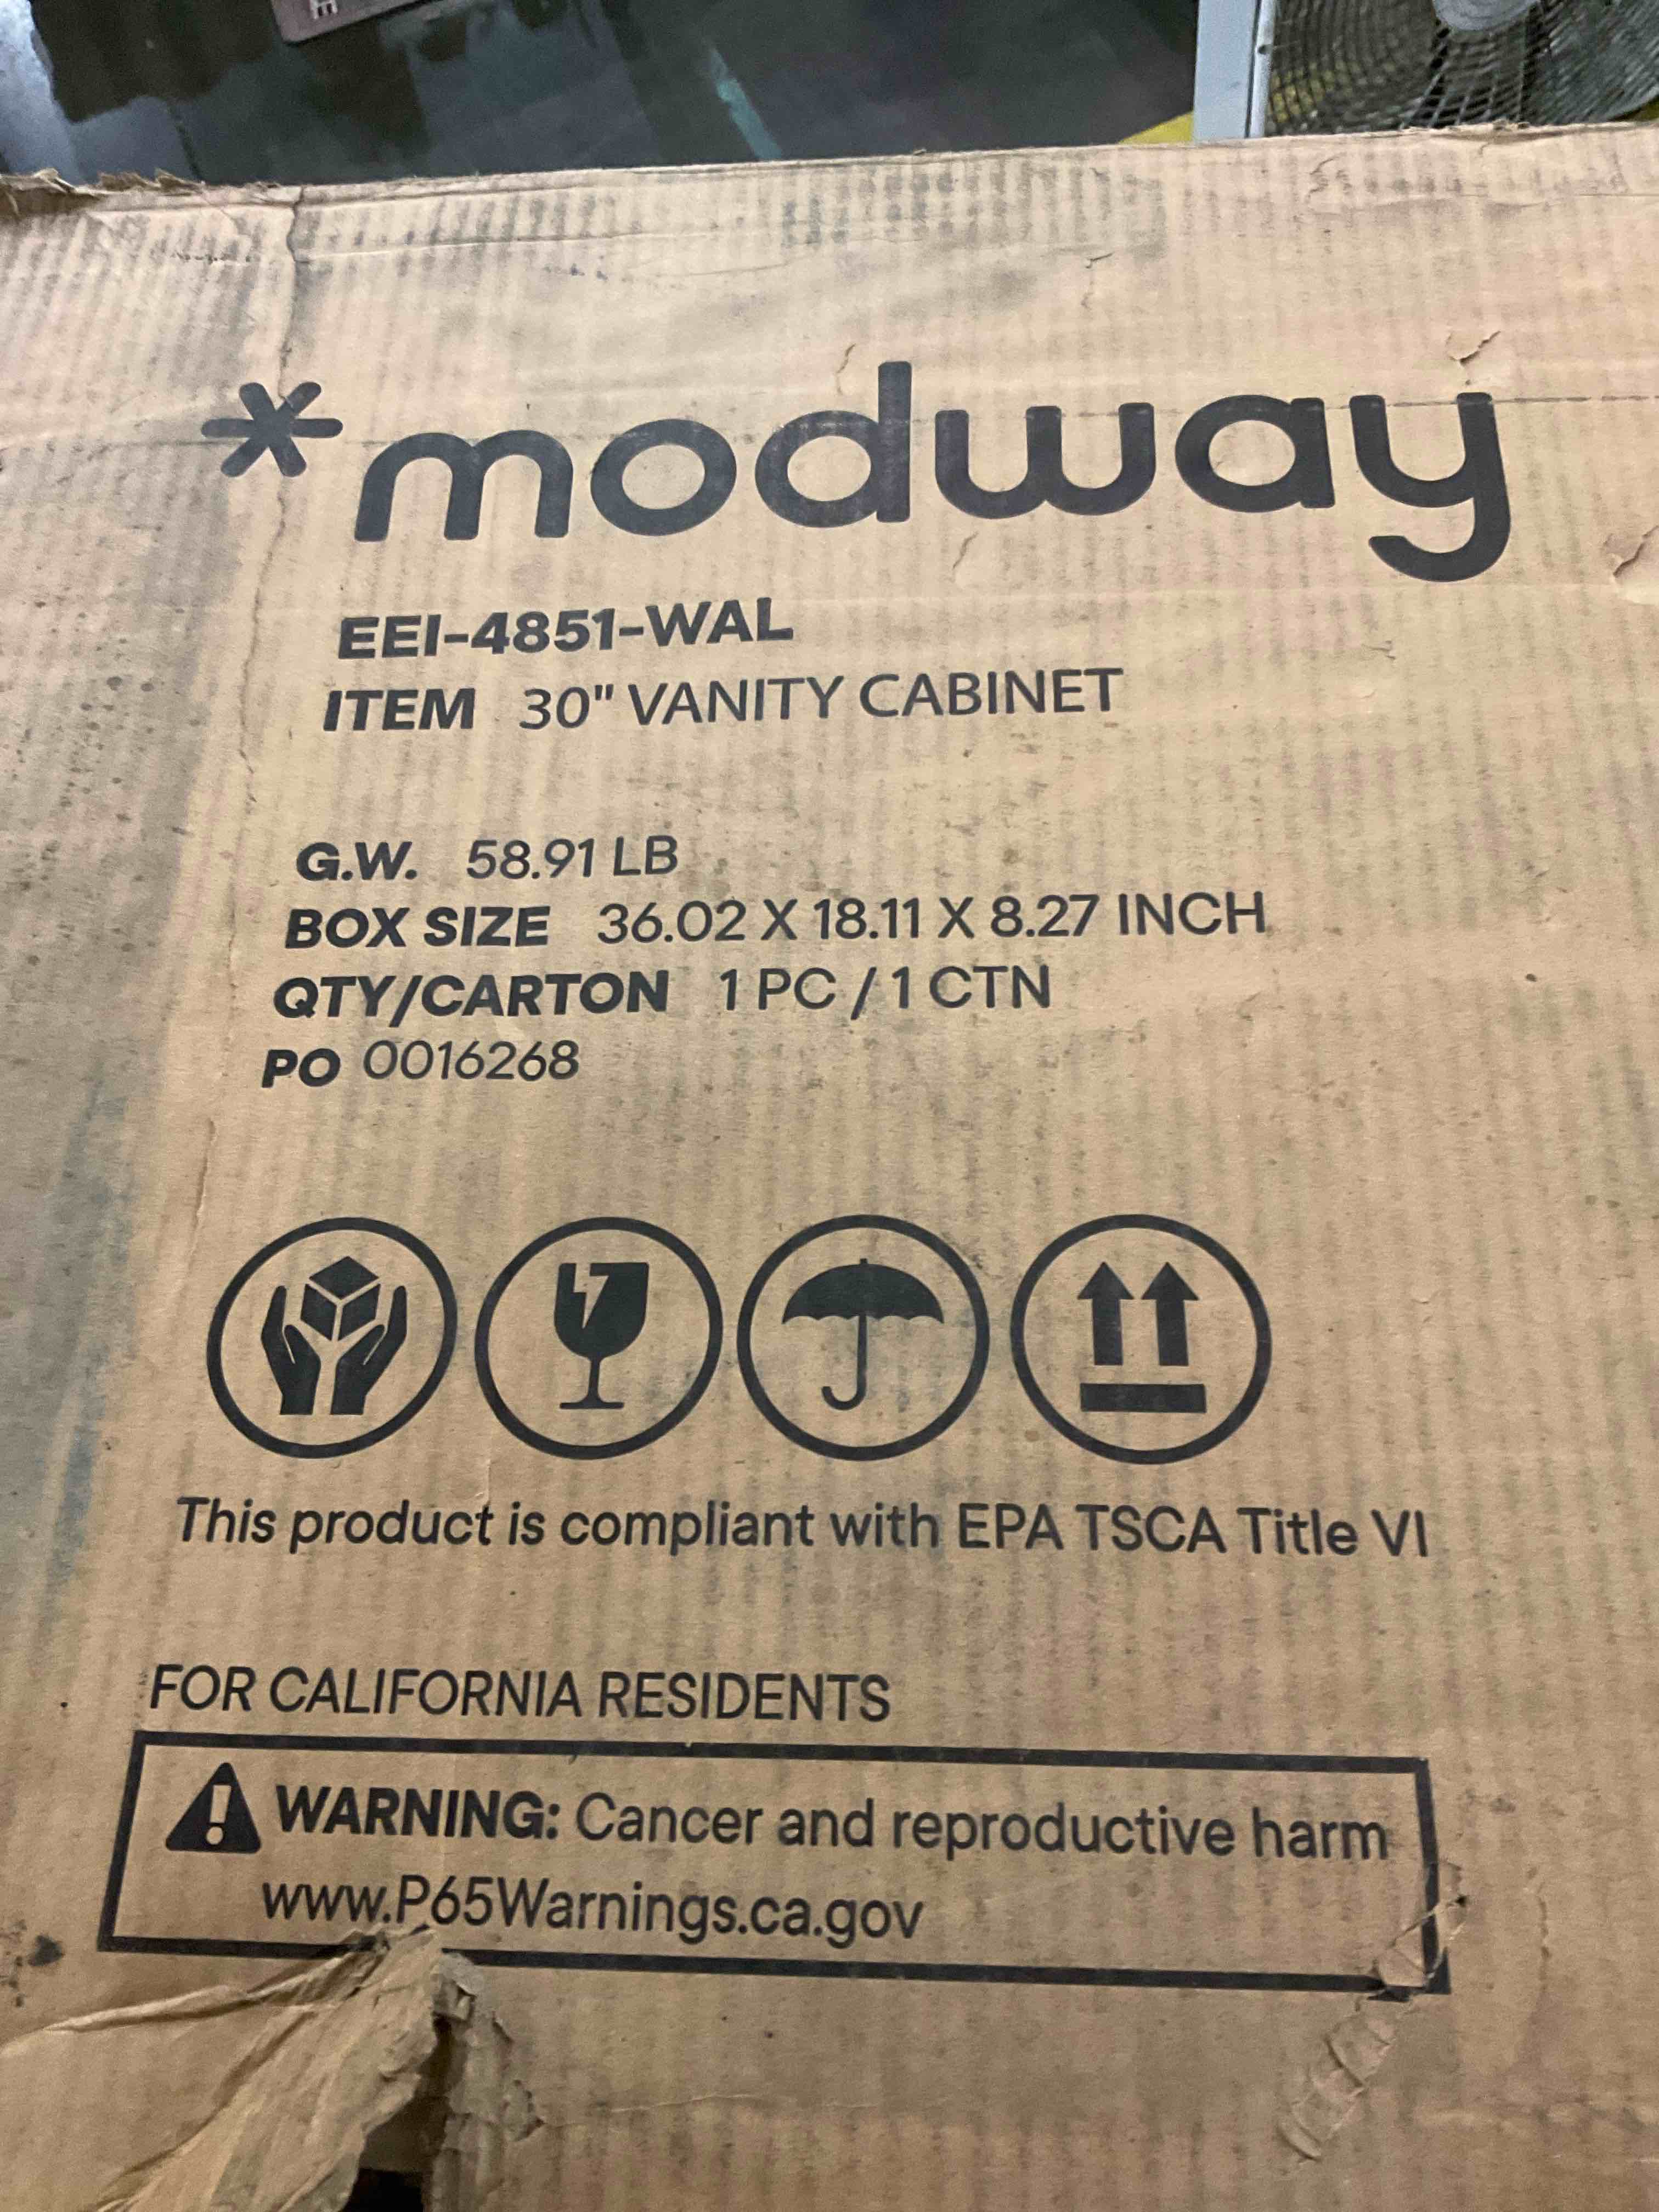 *modway
EEI-4851-WAL
ITEM 30" VANITY CABINET
G.W. 58.91 LB
BOX SIZE 36.02 X 18.11 X 8.27 INCH
QTY/CARTON 1 PC / 1 CTN
PO 0016268
This product is compliant with EPA TSCA Title VI
FOR CALIFORNIA RESIDENTS
WARNING: Cancer and reproductive harm
www.P65Warnings.ca.gov